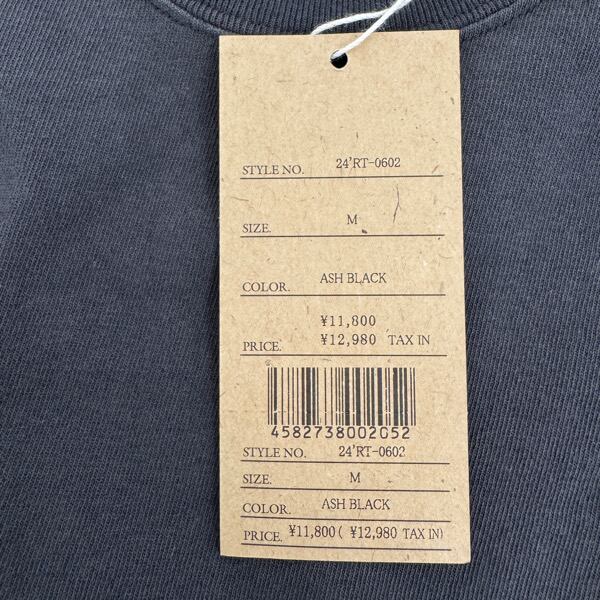 STYLE NO. 24'RT-0602
SIZE. M
COLOR. ASH BLACK
¥11,800
PRICE. ¥12,980 TAX IN
4582738002052
STYLE NO. 24'RT-0602
SIZE. M
COLOR. ASH BLACK
PRICE. ¥11,800( ¥12,980 TAX IN)